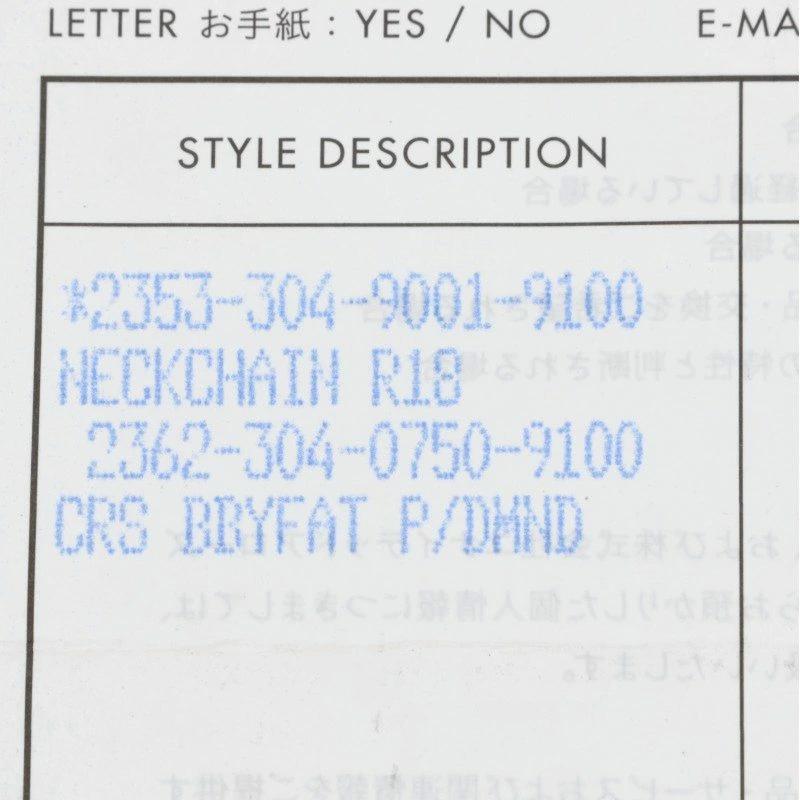 LETTER お手紙 : YES / NO
E-MA
STYLE DESCRIPTION
*2353-304-9001-9100
NECKCHAIN R18
2362-304-0750-9100
CRS BBYFAT P/DMND